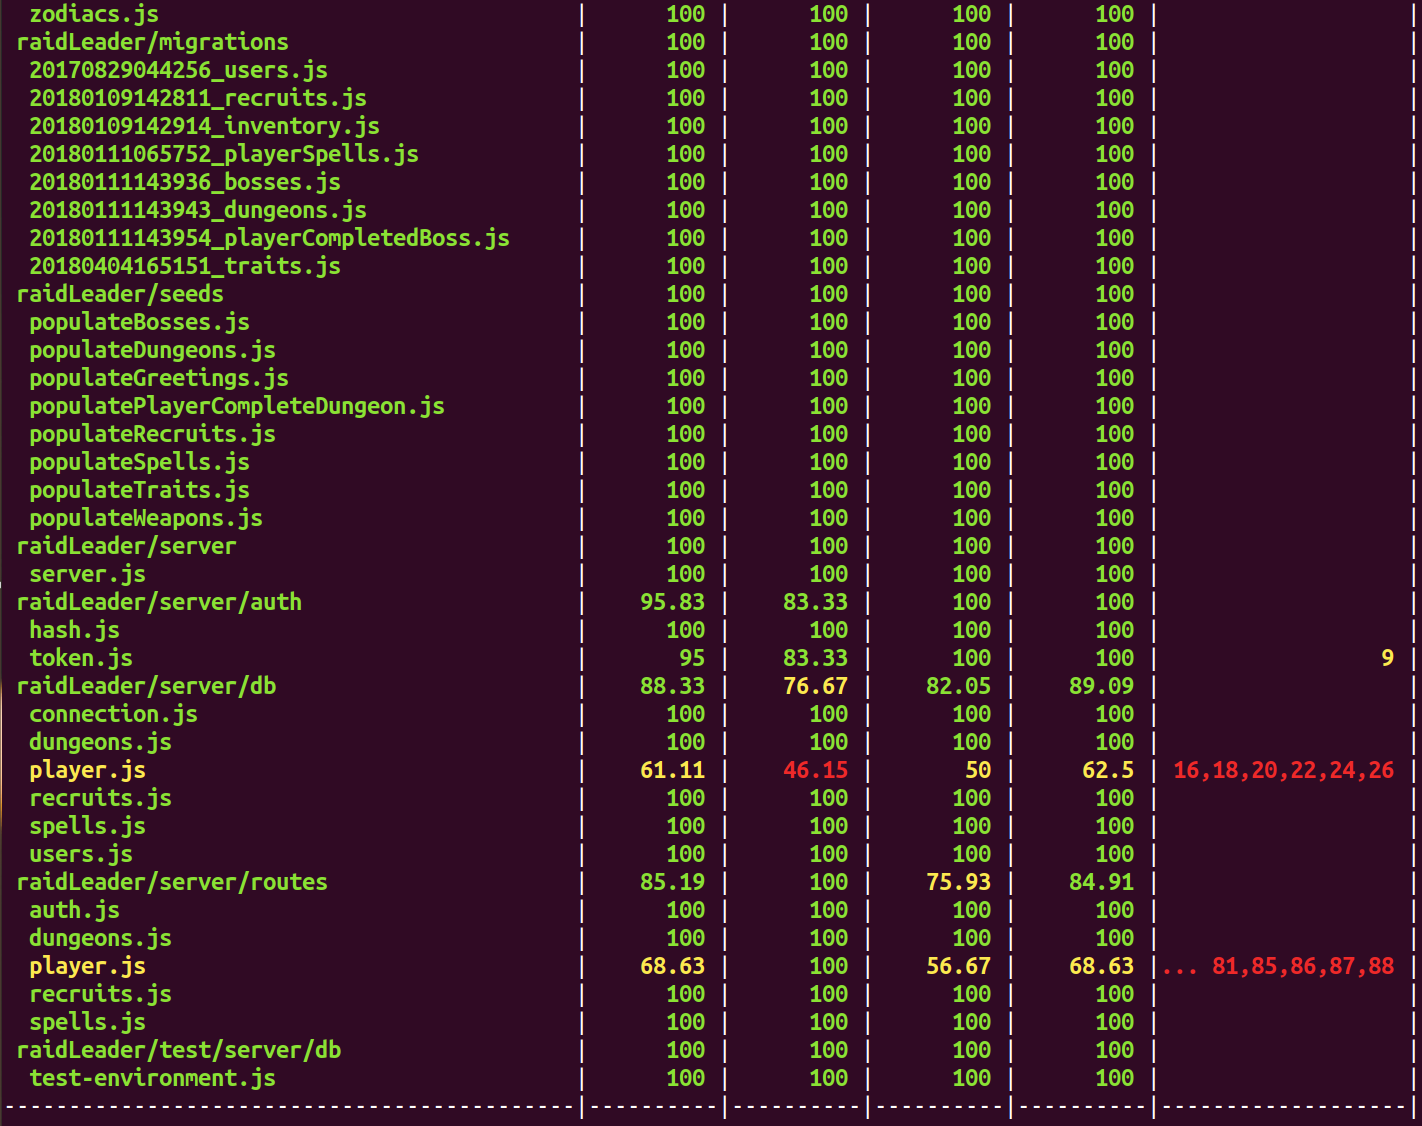 zodiacs.js | 100 | 100 | 100 | 100 | |
raidLeader/migrations | 100 | 100 | 100 | 100 | |
20170829044256_users.js | 100 | 100 | 100 | 100 | |
20180109142811_recruits.js | 100 | 100 | 100 | 100 | |
20180109142914_inventory.js | 100 | 100 | 100 | 100 | |
20180111065752_playerSpells.js | 100 | 100 | 100 | 100 | |
20180111143936_bosses.js | 100 | 100 | 100 | 100 | |
20180111143943_dungeons.js | 100 | 100 | 100 | 100 | |
20180111143954_playerCompletedBoss.js | 100 | 100 | 100 | 100 | |
20180404165151_traits.js | 100 | 100 | 100 | 100 | |
raidLeader/seeds | 100 | 100 | 100 | 100 | |
populateBosses.js | 100 | 100 | 100 | 100 | |
populateDungeons.js | 100 | 100 | 100 | 100 | |
populateGreetings.js | 100 | 100 | 100 | 100 | |
populatePlayerCompleteDungeon.js | 100 | 100 | 100 | 100 | |
populateRecruits.js | 100 | 100 | 100 | 100 | |
populateSpells.js | 100 | 100 | 100 | 100 | |
populateTraits.js | 100 | 100 | 100 | 100 | |
populateWeapons.js | 100 | 100 | 100 | 100 | |
raidLeader/server | 100 | 100 | 100 | 100 | |
server.js | 100 | 100 | 100 | 100 | |
raidLeader/server/auth | 95.83 | 83.33 | 100 | 100 | |
hash.js | 100 | 100 | 100 | 100 | |
token.js | 95 | 83.33 | 100 | 100 | 9 |
raidLeader/server/db | 88.33 | 76.67 | 82.05 | 89.09 | |
connection.js | 100 | 100 | 100 | 100 | |
dungeons.js | 100 | 100 | 100 | 100 | |
player.js | 61.11 | 46.15 | 50 | 62.5 | 16,18,20,22,24,26 |
recruits.js | 100 | 100 | 100 | 100 | |
spells.js | 100 | 100 | 100 | 100 | |
users.js | 100 | 100 | 100 | 100 | |
raidLeader/server/routes | 85.19 | 100 | 75.93 | 84.91 | |
auth.js | 100 | 100 | 100 | 100 | |
dungeons.js | 100 | 100 | 100 | 100 | |
player.js | 68.63 | 100 | 56.67 | 68.63 |... 81,85,86,87,88 |
recruits.js | 100 | 100 | 100 | 100 | |
spells.js | 100 | 100 | 100 | 100 | |
raidLeader/test/server/db | 100 | 100 | 100 | 100 | |
test-environment.js | 100 | 100 | 100 | 100 | |
--------------------------------------------|----------|----------|----------|----------|-------------------|